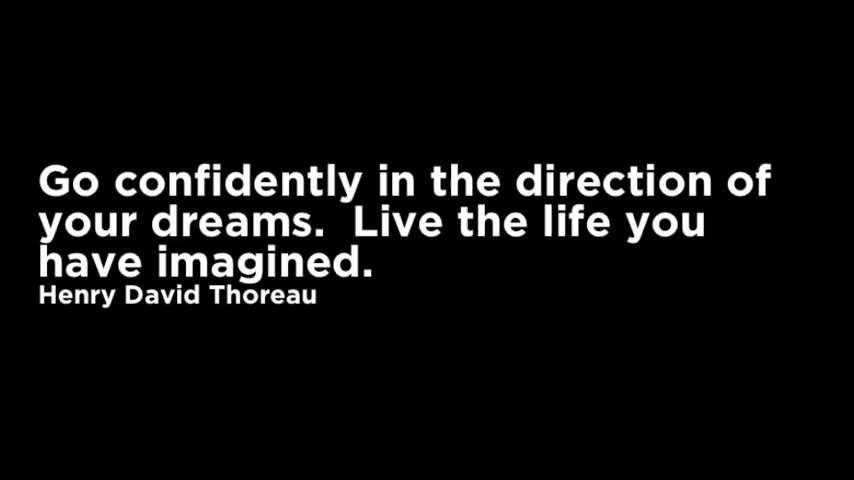 Go confidently in the direction of
your dreams.  Live the life you
have imagined.
Henry David Thoreau